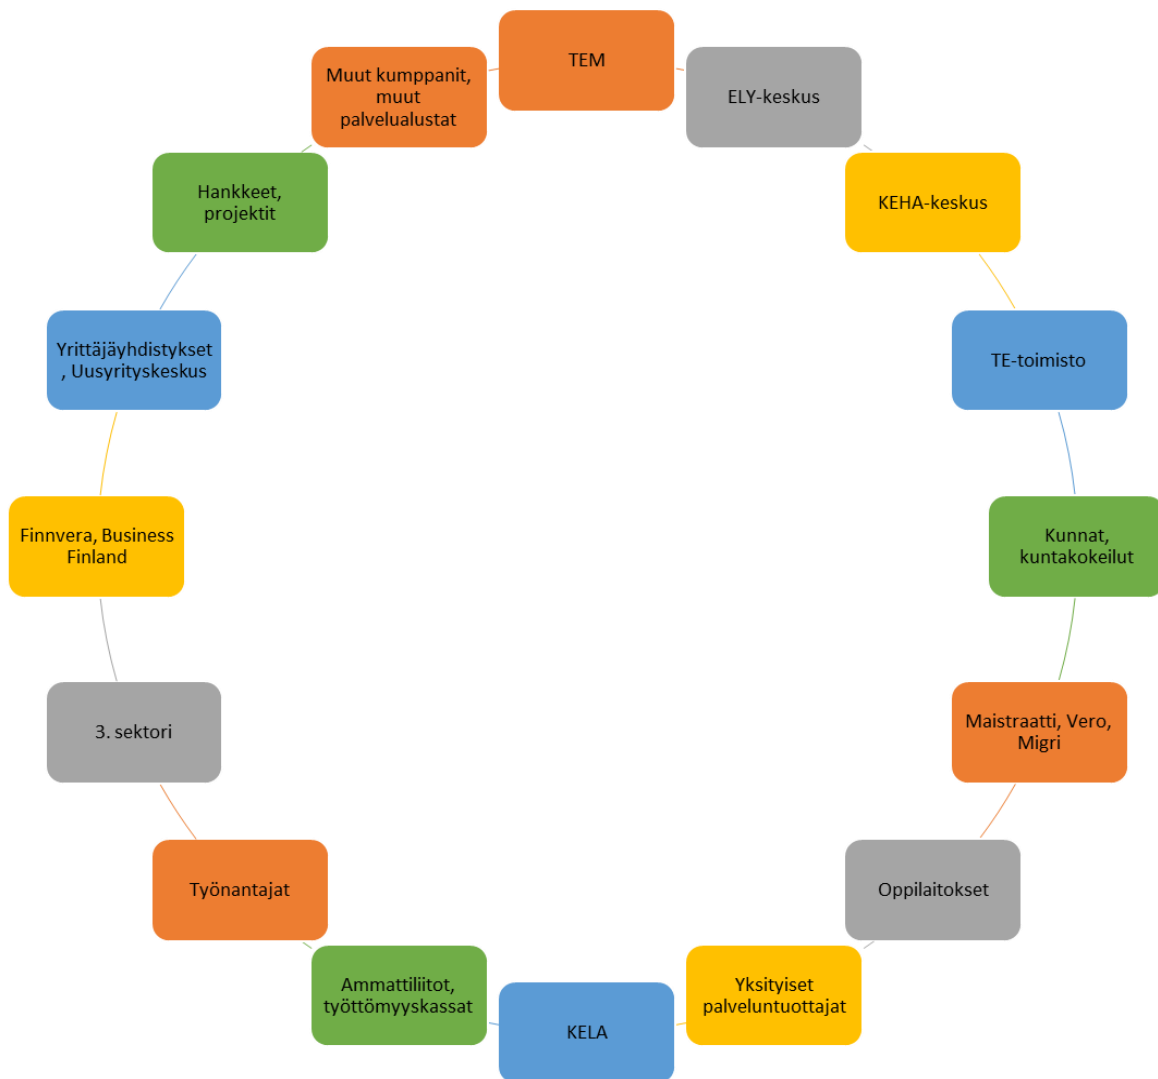 TEM
ELY-keskus
KEHA-keskus
TE-toimisto
Kunnat,
kuntakokeilut
Maistraatti, Vero,
Migri
Oppilaitokset
Yksityiset
palveluntuottajat
KELA
Ammattiliitot,
työttömyyskassat
Työnantajat
3. sektori
Finnvera, Business
Finland
Yrittäjäyhdistykset
, Uusyrityskeskus
Hankkeet,
projektit
Muut kumppanit,
muut
palvelualustat